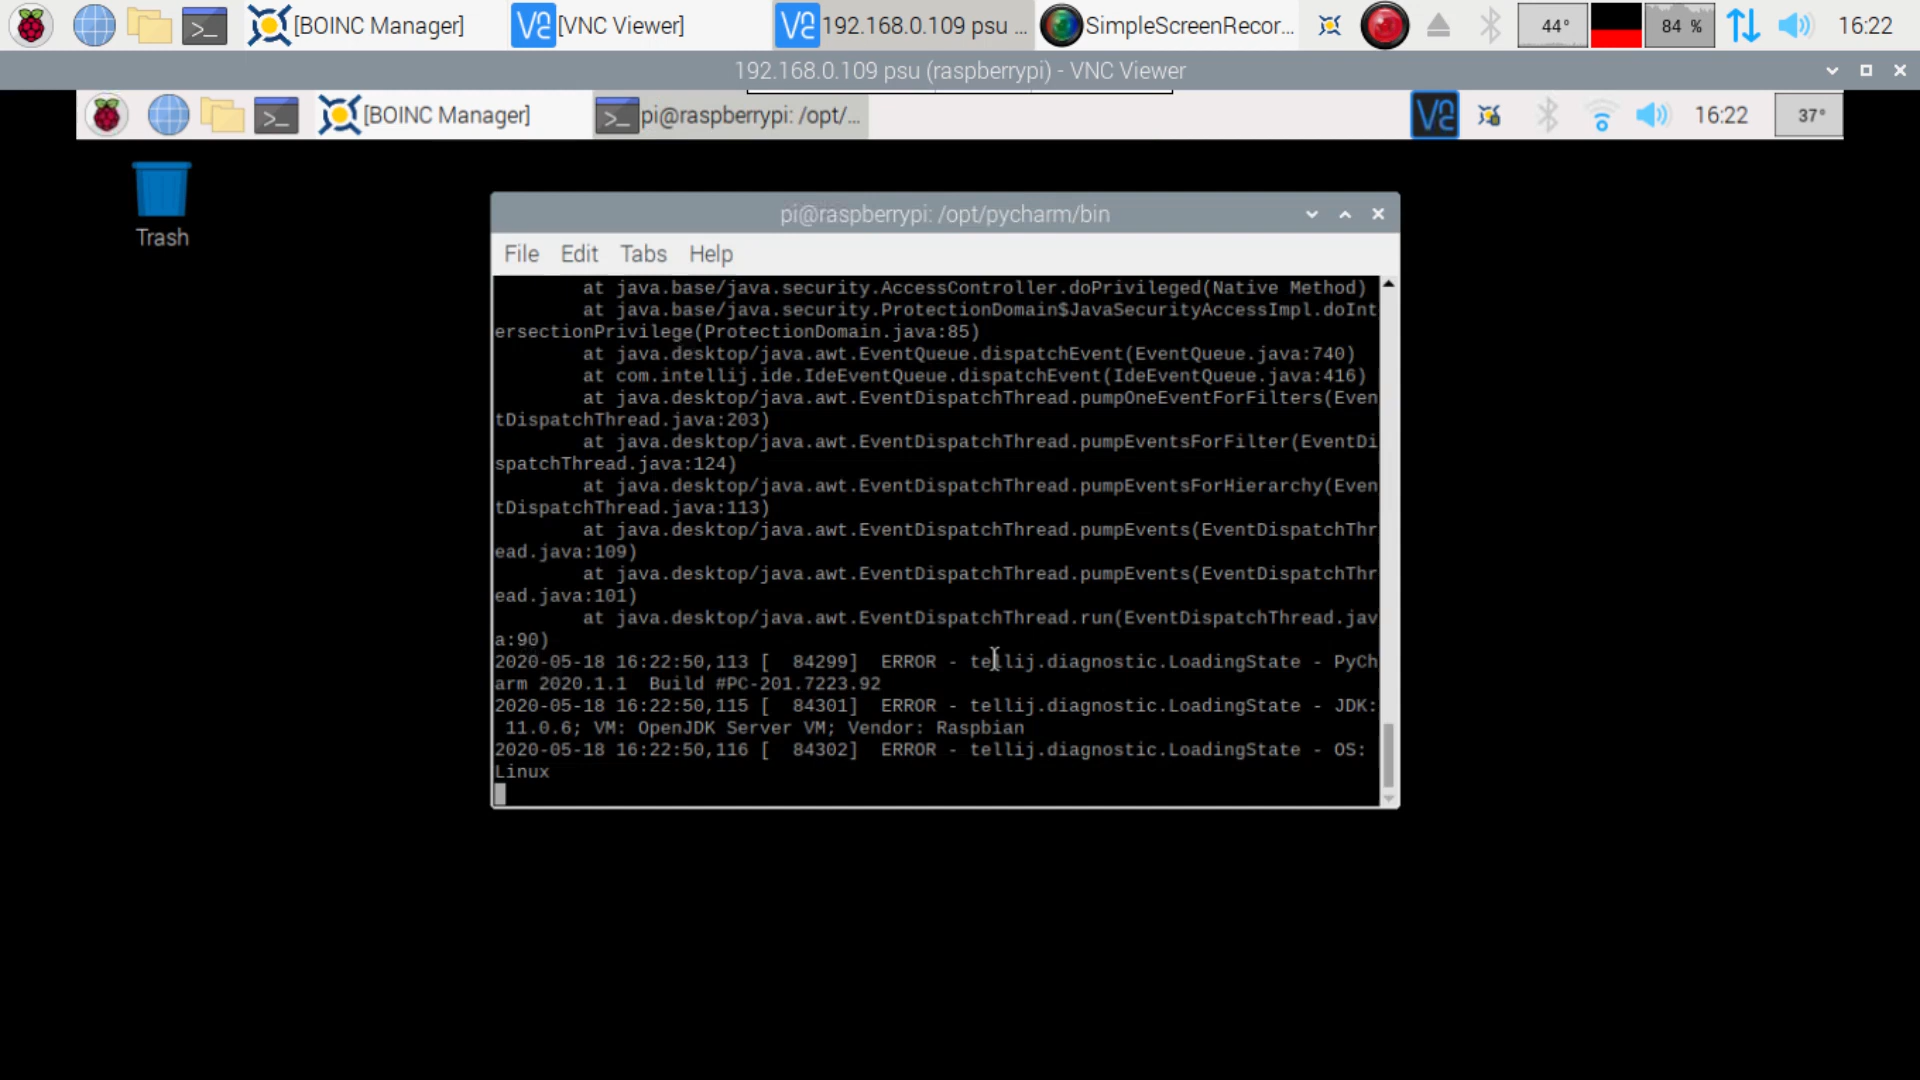 [BOINC Manager] [VNC Viewer] 192.168.0.109 psu ... SimpleScreenRecor... 44° 84 % 16:22
192.168.0.109 psu (raspberrypi) - VNC Viewer
[BOINC Manager] pi@raspberrypi: /opt/... 16:22 37°
Trash
pi@raspberrypi: /opt/pycharm/bin
File Edit Tabs Help
at java.base/java.security.AccessController.doPrivileged(Native Method)
at java.base/java.security.ProtectionDomain$JavaSecurityAccessImpl.doInt
ersectionPrivilege(ProtectionDomain.java:85)
at java.desktop/java.awt.EventQueue.dispatchEvent(EventQueue.java:740)
at com.intellij.ide.IdeEventQueue.dispatchEvent(IdeEventQueue.java:416)
at java.desktop/java.awt.EventDispatchThread.pumpOneEventForFilters(Even
tDispatchThread.java:203)
at java.desktop/java.awt.EventDispatchThread.pumpEventsForFilter(EventDi
spatchThread.java:124)
at java.desktop/java.awt.EventDispatchThread.pumpEventsForHierarchy(Even
tDispatchThread.java:113)
at java.desktop/java.awt.EventDispatchThread.pumpEvents(EventDispatchThr
ead.java:109)
at java.desktop/java.awt.EventDispatchThread.pumpEvents(EventDispatchThr
ead.java:101)
at java.desktop/java.awt.EventDispatchThread.run(EventDispatchThread.jav
a:90)
2020-05-18 16:22:50,113 [  84299]  ERROR - tellij.diagnostic.LoadingState - PyCh
arm 2020.1.1  Build #PC-201.7223.92
2020-05-18 16:22:50,115 [  84301]  ERROR - tellij.diagnostic.LoadingState - JDK:
11.0.6; VM: OpenJDK Server VM; Vendor: Raspbian
2020-05-18 16:22:50,116 [  84302]  ERROR - tellij.diagnostic.LoadingState - OS:
Linux